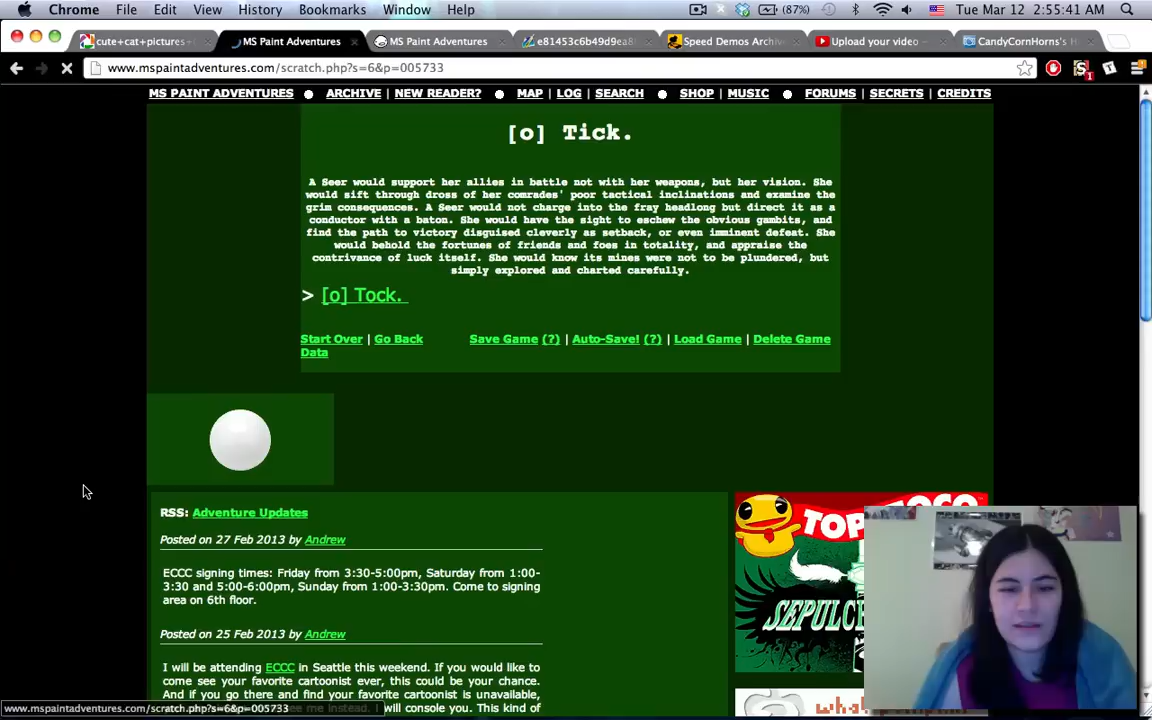 Chrome File Edit View History Bookmarks Window Help (87%) Tue Mar 12 2:55:41 AM
cute+cat+pictures+ MS Paint Adventures MS Paint Adventures e81453c6b49d9ea8 Speed Demos Archive Upload your video – CandyCornHorns's H
www.mspaintadventures.com/scratch.php?s=6&p=005733
MS PAINT ADVENTURES ARCHIVE | NEW READER? MAP | LOG | SEARCH SHOP | MUSIC FORUMS | SECRETS | CREDITS
[o] Tick.
A Seer would support her allies in battle not with her weapons, but her vision. She
would sift through dross of her comrades' poor tactical inclinations and examine the
grim consequences. A Seer would not charge into the fray headlong but direct it as a
conductor with a baton. She would have the sight to eschew the obvious gambits, and
find the path to victory disguised cleverly as setback, or even imminent defeat. She
would behold the fortunes of friends and foes in totality, and appraise the
contrivance of luck itself. She would know its mines were not to be plundered, but
simply explored and charted carefully.
> [o] Tock.
Start Over | Go Back Save Game (?) | Auto-Save! (?) | Load Game | Delete Game
Data
RSS: Adventure Updates
Posted on 27 Feb 2013 by Andrew
ECCC signing times: Friday from 3:30-5:00pm, Saturday from 1:00-
3:30 and 5:00-6:00pm, Sunday from 1:00-3:30pm. Come to signing
area on 6th floor.
Posted on 25 Feb 2013 by Andrew
I will be attending ECCC in Seattle this weekend. If you would like to
come see your favorite cartoonist ever, this could be your chance.
And if you go there and find your favorite cartoonist is unavailable,
see me instead. I will console you. This kind of
www.mspaintadventures.com/scratch.php?s=6&p=005733
TOPATOCO
SEPULCH
what